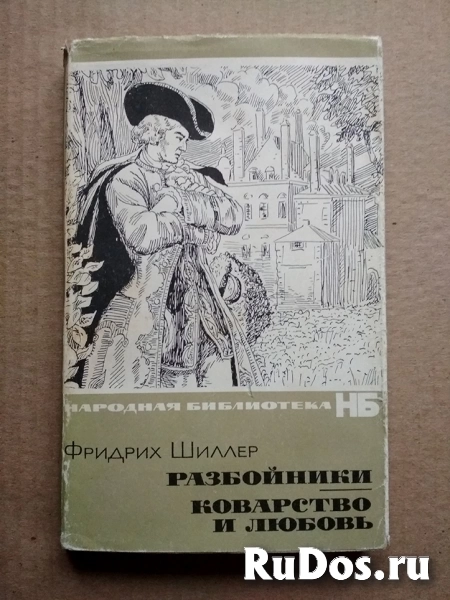 НАРОДНАЯ БИБЛИОТЕКА НБ
Фридрих Шиллер
РАЗБОЙНИКИ
КОВАРСТВО
И ЛЮБОВЬ
RuDos.ru